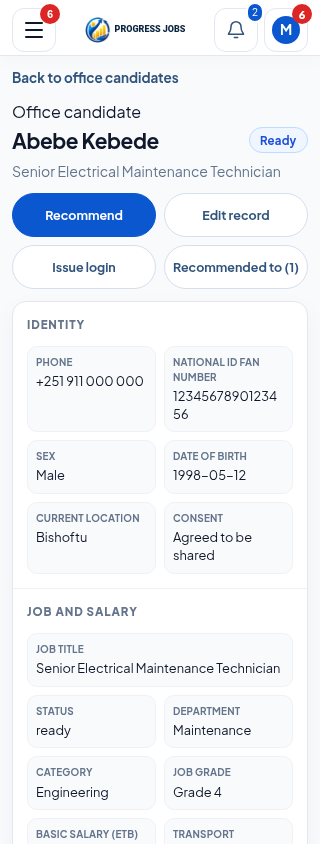 6
PROGRESS JOBS
2
M
6
Back to office candidates
Office candidate
Abebe Kebede
Ready
Senior Electrical Maintenance Technician
Recommend
Edit record
Issue login
Recommended to (1)
IDENTITY
PHONE
+251 911 000 000
NATIONAL ID FAN
NUMBER
12345678901234
56
SEX
Male
DATE OF BIRTH
1998-05-12
CURRENT LOCATION
Bishoftu
CONSENT
Agreed to be
shared
JOB AND SALARY
JOB TITLE
Senior Electrical Maintenance Technician
STATUS
ready
DEPARTMENT
Maintenance
CATEGORY
Engineering
JOB GRADE
Grade 4
BASIC SALARY (ETB)
TRANSPORT